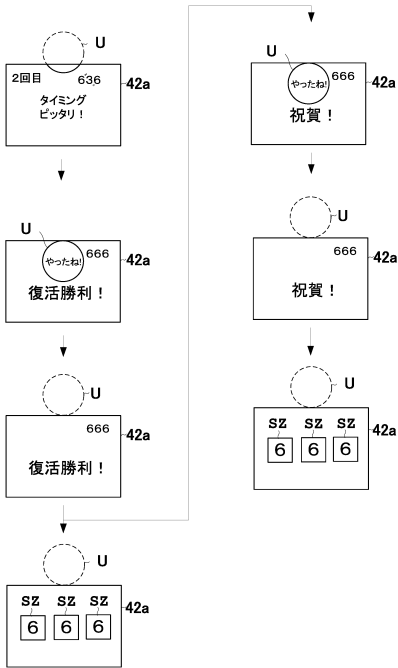 U
2回目 636
42a
タイミング
ピッタリ！
U
666
42a
やったね!
復活勝利！
U
666
42a
復活勝利！
U
SZ SZ SZ
42a
6 6 6
U
666
42a
やったね!
祝賀！
U
666
42a
祝賀！
U
SZ SZ SZ
42a
6 6 6